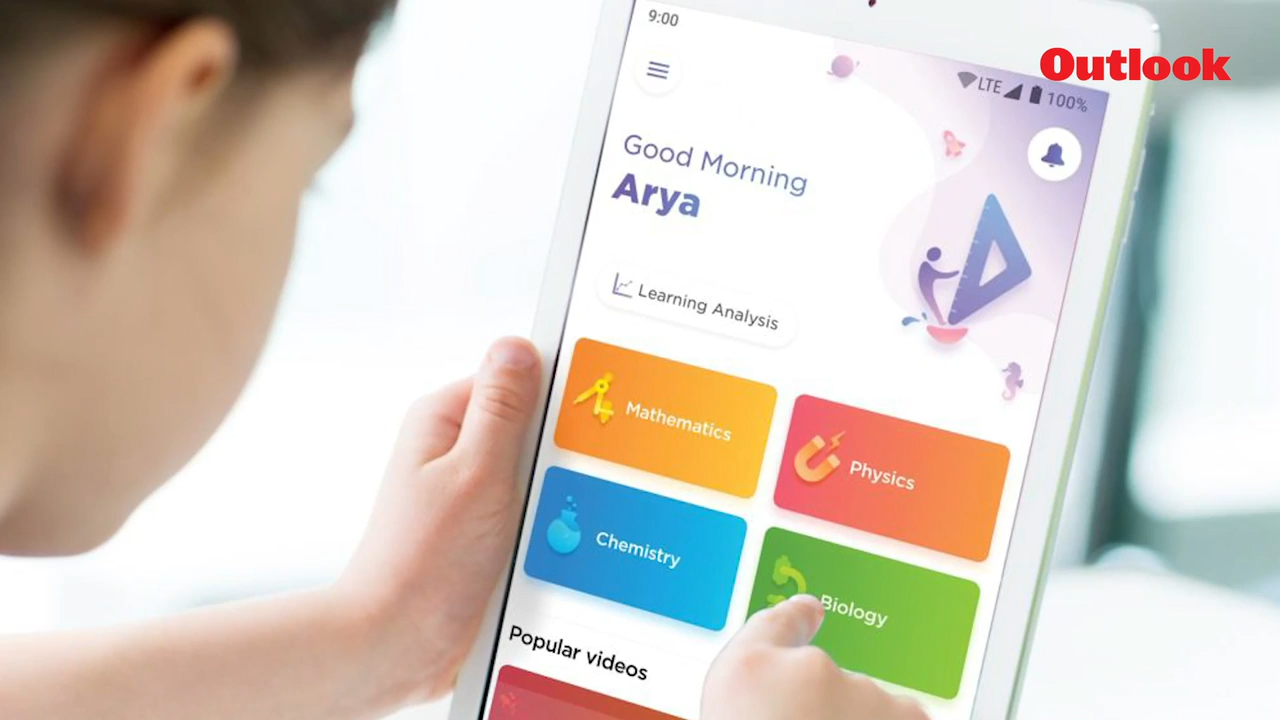 Outlook
9:00
LTE 100%
Good Morning
Arya
Learning Analysis
Mathematics
Physics
Chemistry
Biology
Popular videos